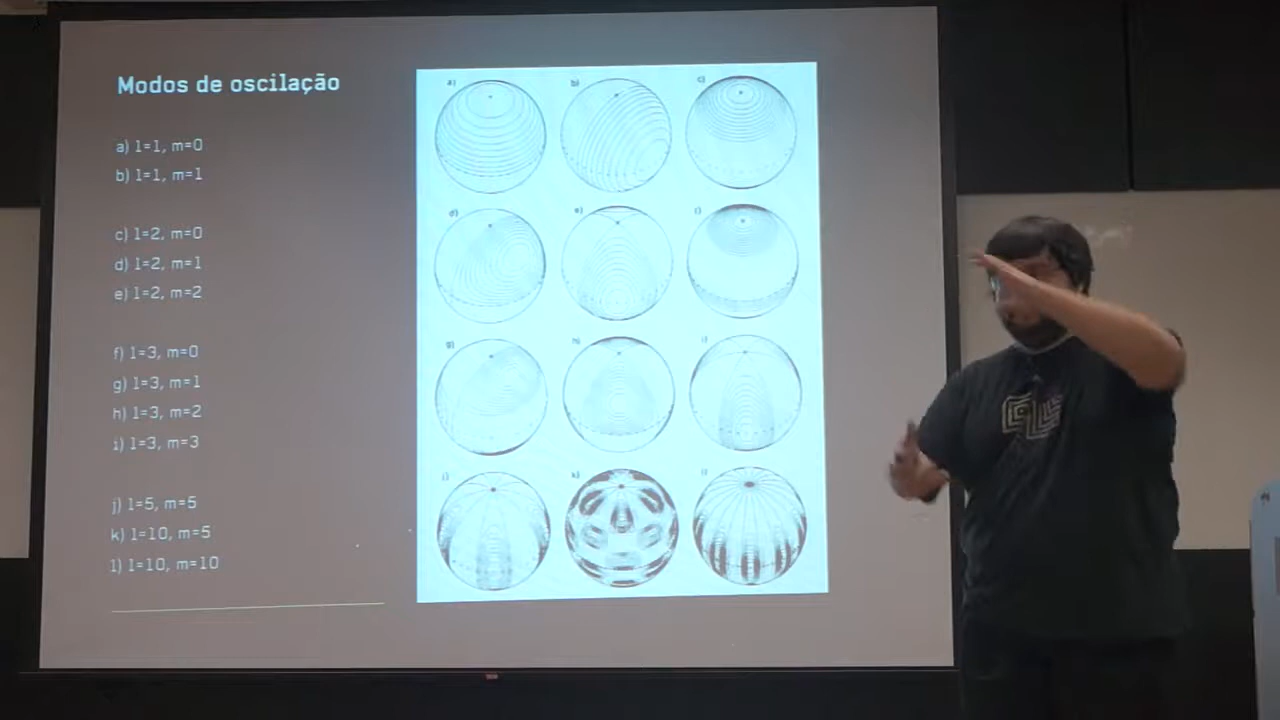 Modos de oscilação
a) l=1, m=0
b) l=1, m=1
c) l=2, m=0
d) l=2, m=1
e) l=2, m=2
f) l=3, m=0
g) l=3, m=1
h) l=3, m=2
i) l=3, m=3
j) l=5, m=5
k) l=10, m=5
l) l=10, m=10
a) b) c)
d) e) f)
g) h) i)
j) k) l)